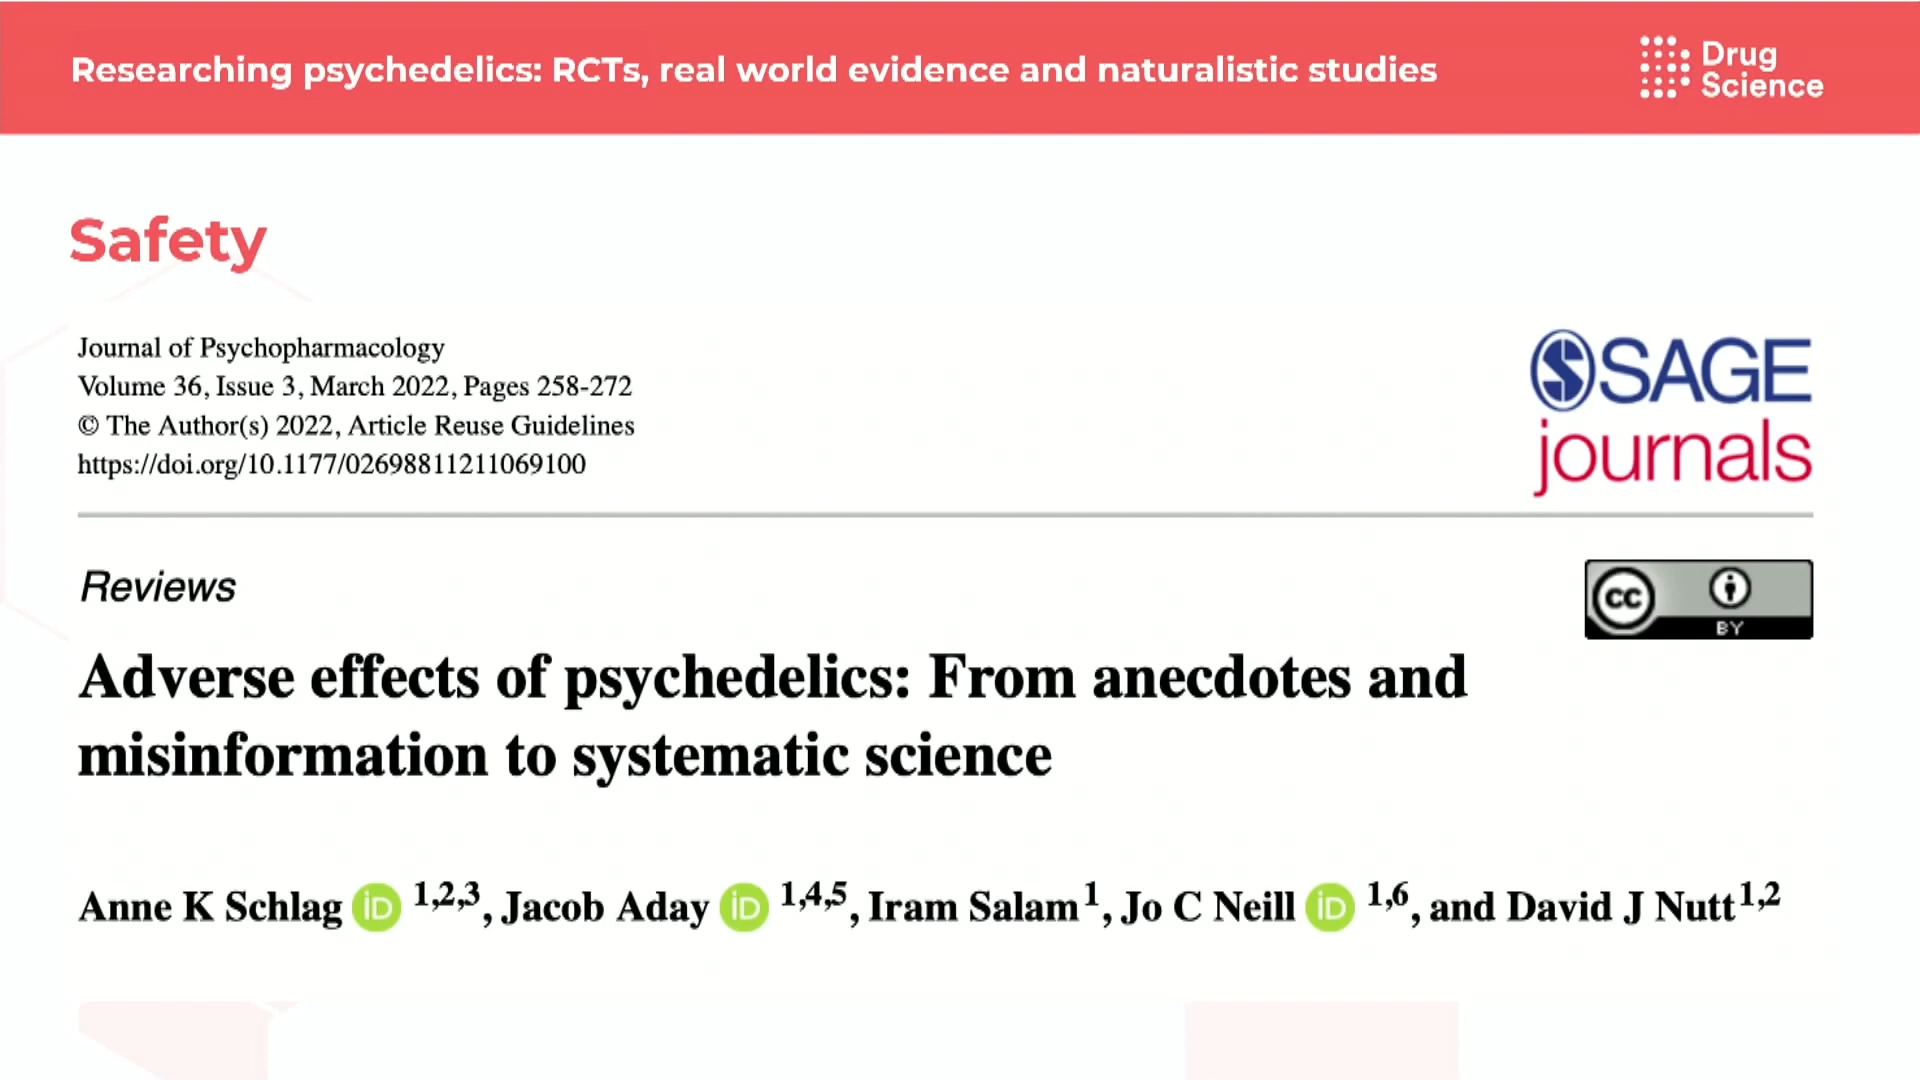 Researching psychedelics: RCTs, real world evidence and naturalistic studies
Drug
Science
Safety
Journal of Psychopharmacology
Volume 36, Issue 3, March 2022, Pages 258-272
© The Author(s) 2022, Article Reuse Guidelines
https://doi.org/10.1177/02698811211069100
SAGE
journals
Reviews
CC
BY
Adverse effects of psychedelics: From anecdotes and
misinformation to systematic science
Anne K Schlag iD 1,2,3, Jacob Aday iD 1,4,5, Iram Salam1, Jo C Neill iD 1,6, and David J Nutt1,2